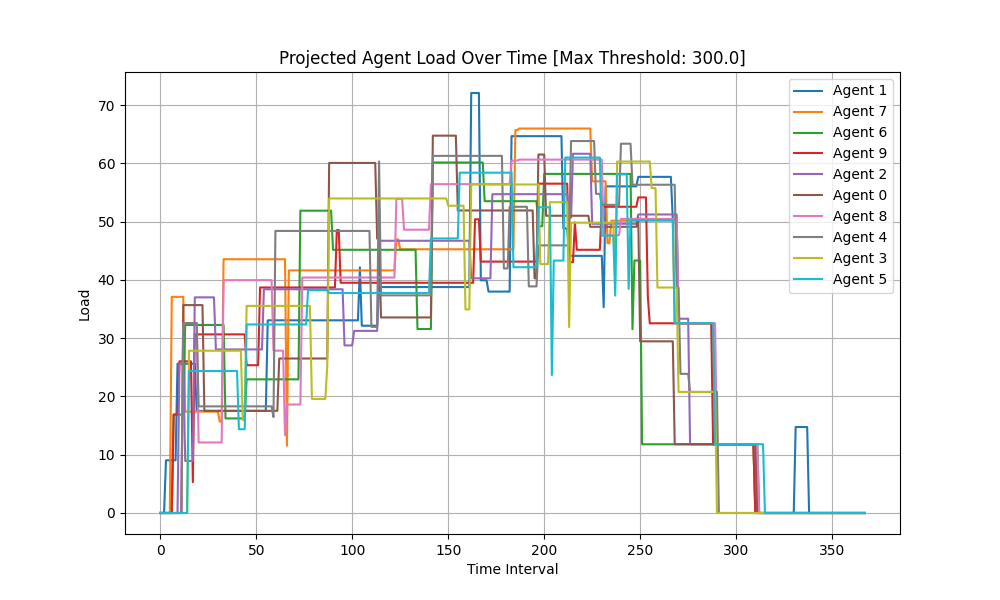 Projected Agent Load Over Time [Max Threshold: 300.0]
Load
70
60
50
40
30
20
10
0
0 50 100 150 200 250 300 350
Time Interval
Agent 1
Agent 7
Agent 6
Agent 9
Agent 2
Agent 0
Agent 8
Agent 4
Agent 3
Agent 5